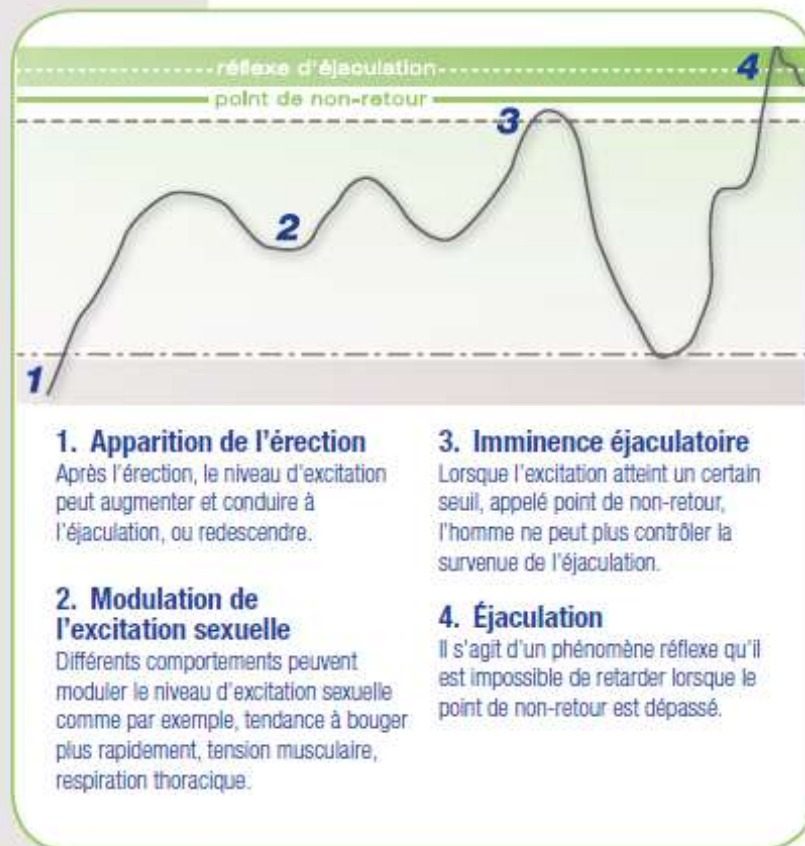 réflexe d'éjaculation
4
point de non-retour
3
2
1
1. Apparition de l'érection
Après l'érection, le niveau d'excitation
peut augmenter et conduire à
l'éjaculation, ou redescendre.
2. Modulation de
l'excitation sexuelle
Différents comportements peuvent
moduler le niveau d'excitation sexuelle
comme par exemple, tendance à bouger
plus rapidement, tension musculaire,
respiration thoracique.
3. Imminence éjaculatoire
Lorsque l'excitation atteint un certain
seuil, appelé point de non-retour,
l'homme ne peut plus contrôler la
survenue de l'éjaculation.
4. Éjaculation
Il s'agit d'un phénomène réflexe qu'il
est impossible de retarder lorsque le
point de non-retour est dépassé.